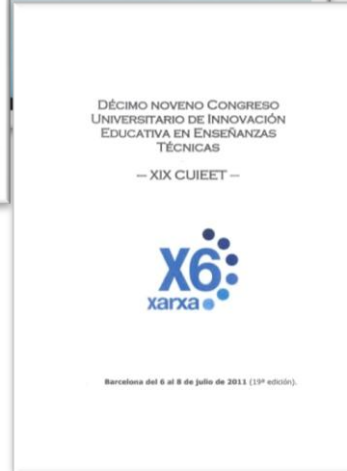 DÉCIMO NOVENO CONGRESO
UNIVERSITARIO DE INNOVACIÓN
EDUCATIVA EN ENSEÑANZAS
TÉCNICAS
— XIX CUIEET —
X6
xarxa
Barcelona del 6 al 8 de julio de 2011 (19ª edición).